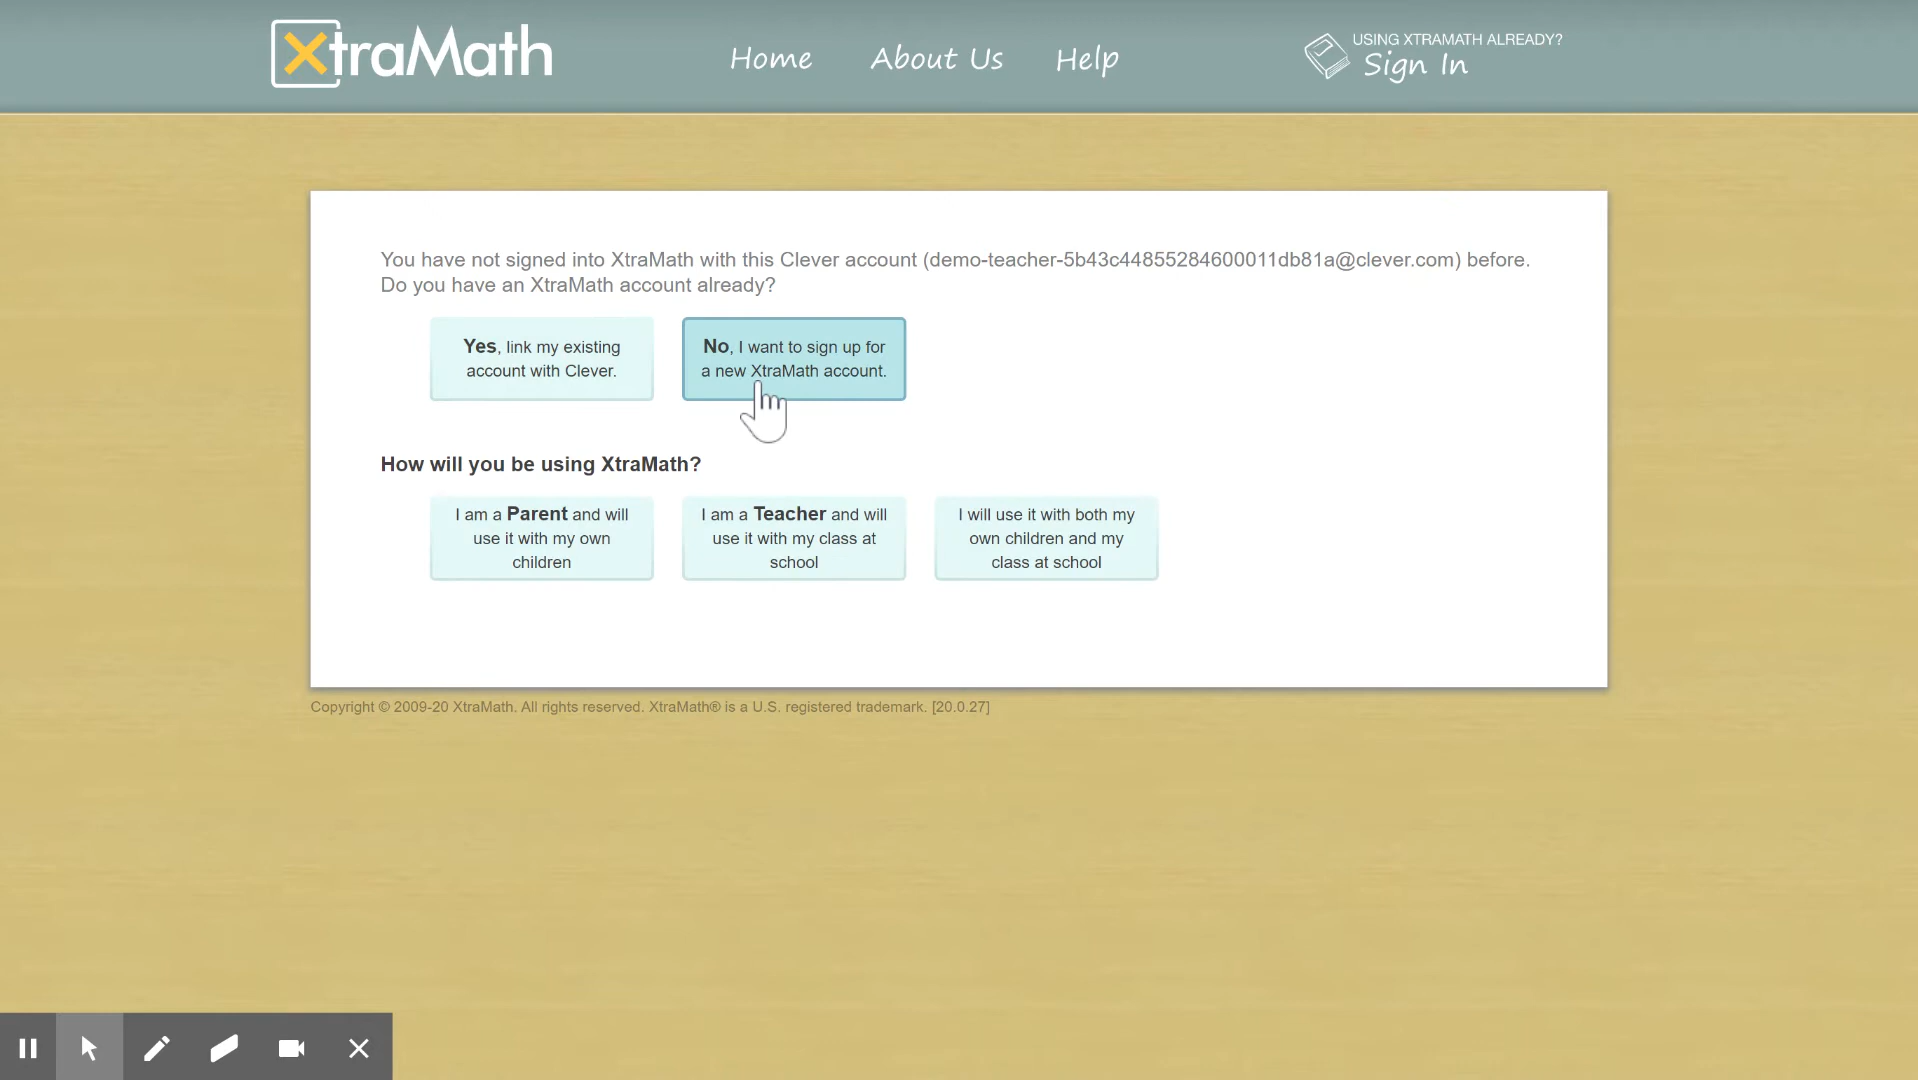 XtraMath
Home
About Us
Help
USING XTRAMATH ALREADY?
Sign In
You have not signed into XtraMath with this Clever account (demo-teacher-5b43c44855284600011db81a@clever.com) before.
Do you have an XtraMath account already?
Yes, link my existing
account with Clever.
No, I want to sign up for
a new XtraMath account.
How will you be using XtraMath?
I am a Parent and will
use it with my own
children
I am a Teacher and will
use it with my class at
school
I will use it with both my
own children and my
class at school
Copyright © 2009-20 XtraMath. All rights reserved. XtraMath® is a U.S. registered trademark. [20.0.27]